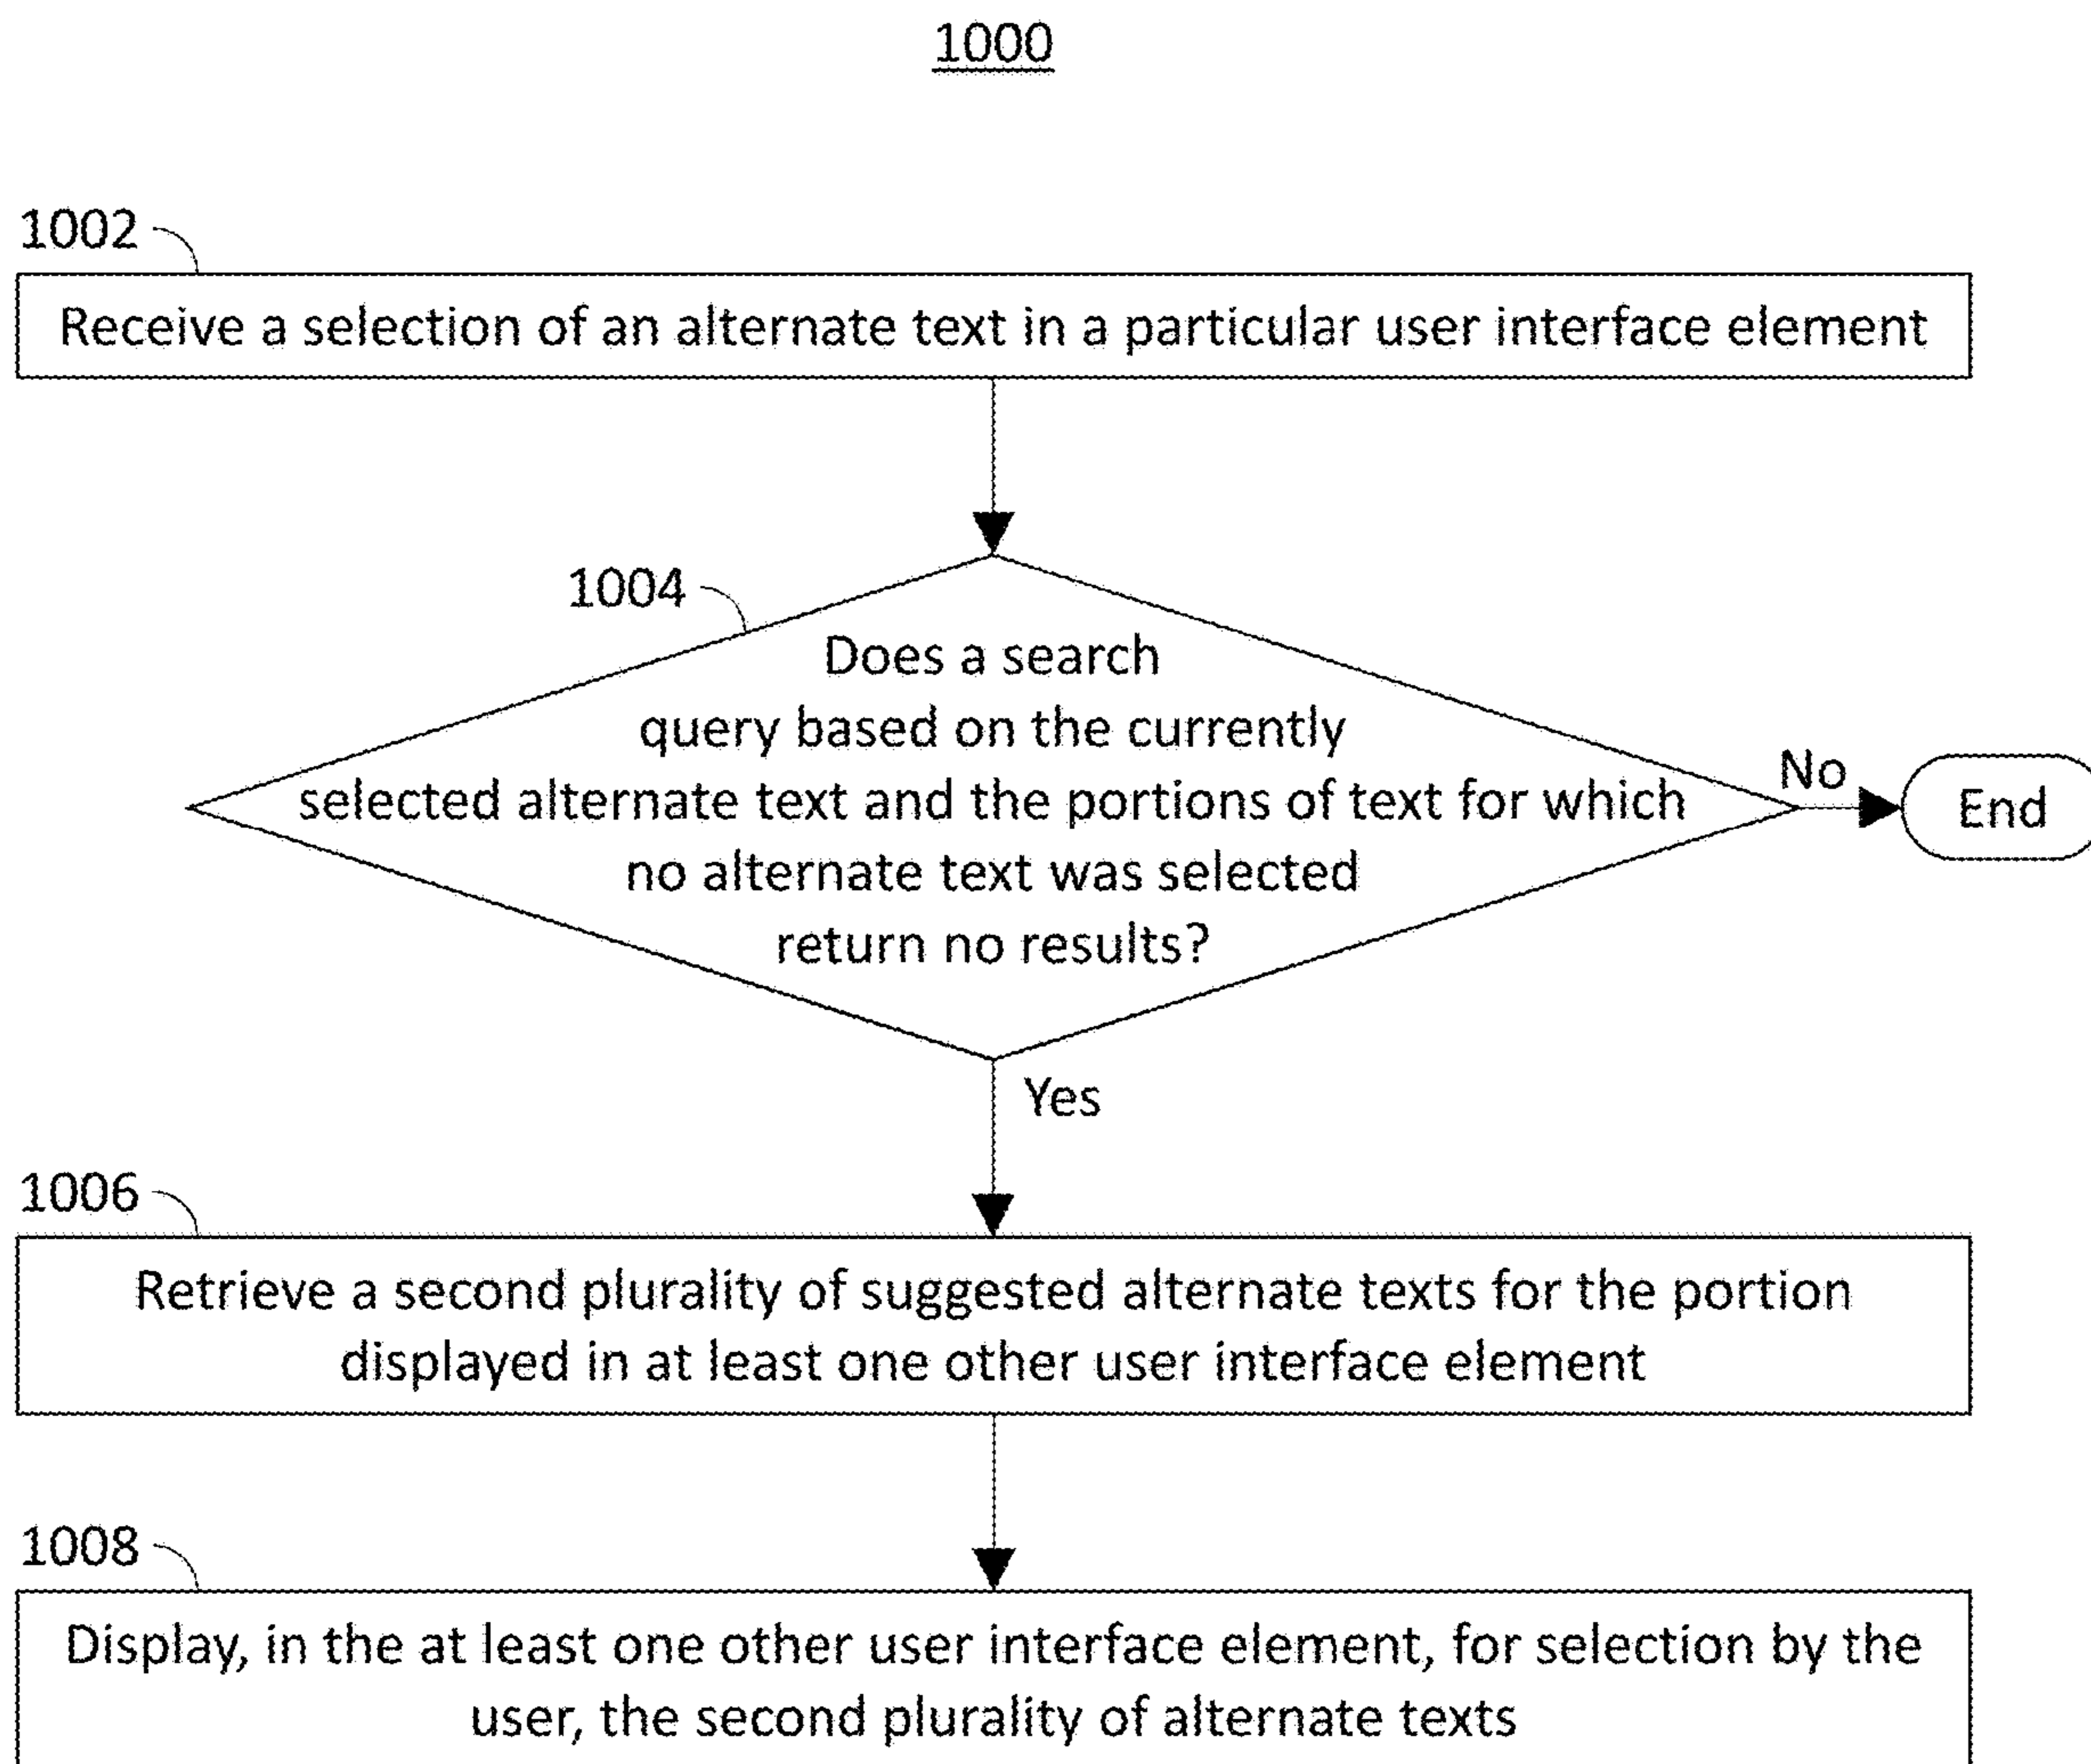 1000
1002
Receive a selection of an alternate text in a particular user interface element
1004
Does a search
query based on the currently
selected alternate text and the portions of text for which
no alternate text was selected
return no results?
No
End
Yes
1006
Retrieve a second plurality of suggested alternate texts for the portion
displayed in at least one other user interface element
1008
Display, in the at least one other user interface element, for selection by the
user, the second plurality of alternate texts